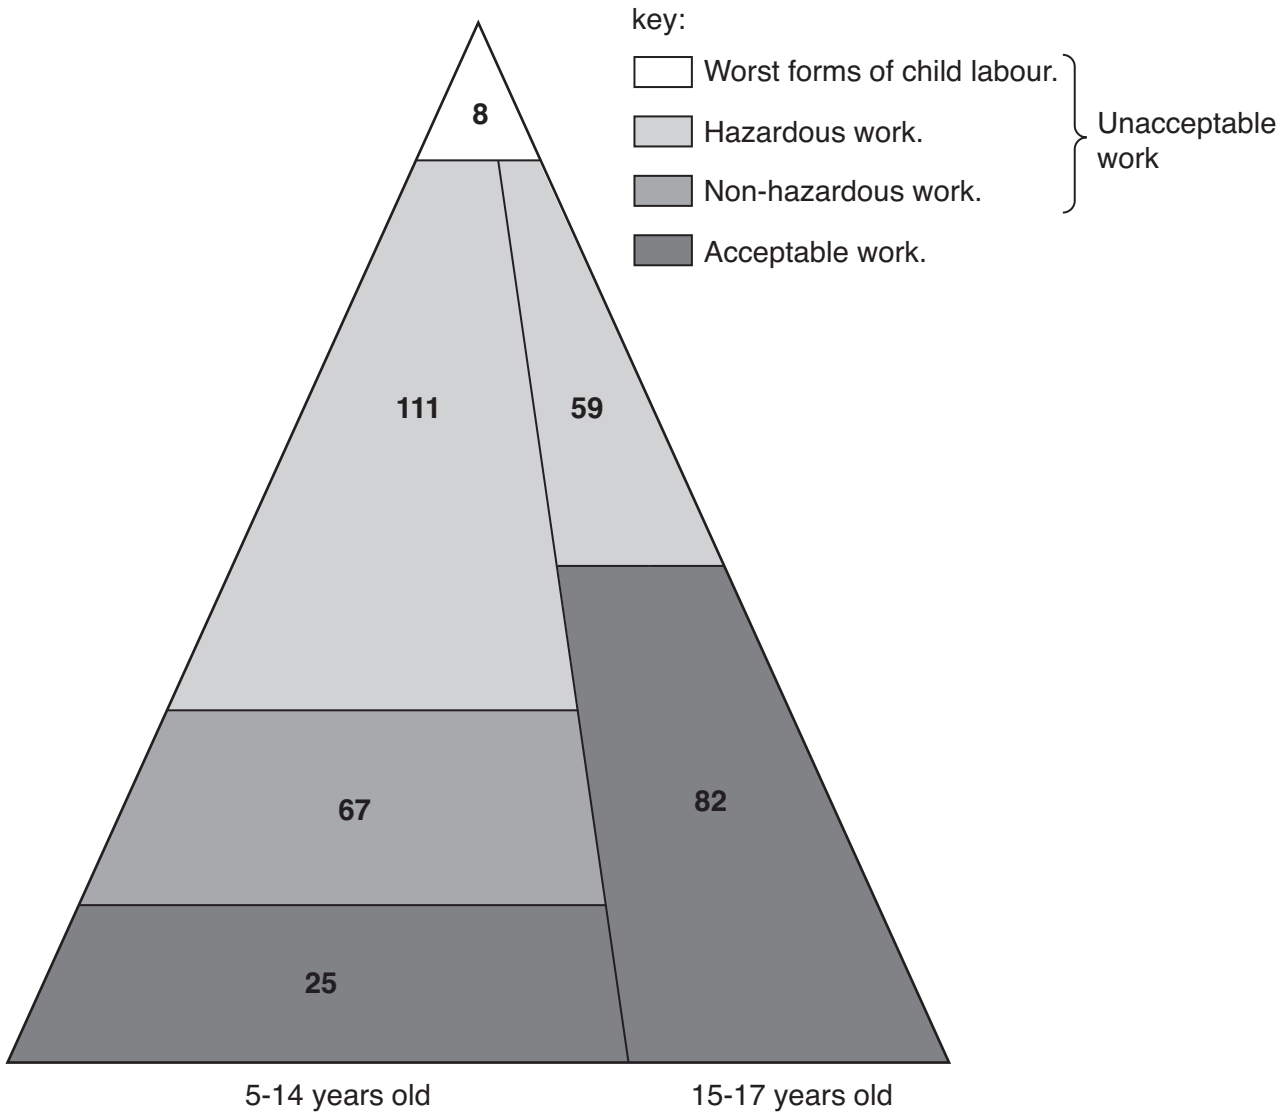 key:
Worst forms of child labour.
Hazardous work.
Non-hazardous work.
Acceptable work.
Unacceptable
work
8
111
59
67
82
25
5-14 years old
15-17 years old